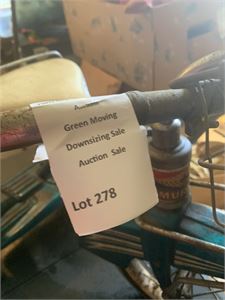 Green Moving
Downsizing Sale
Auction Sale
Lot 278